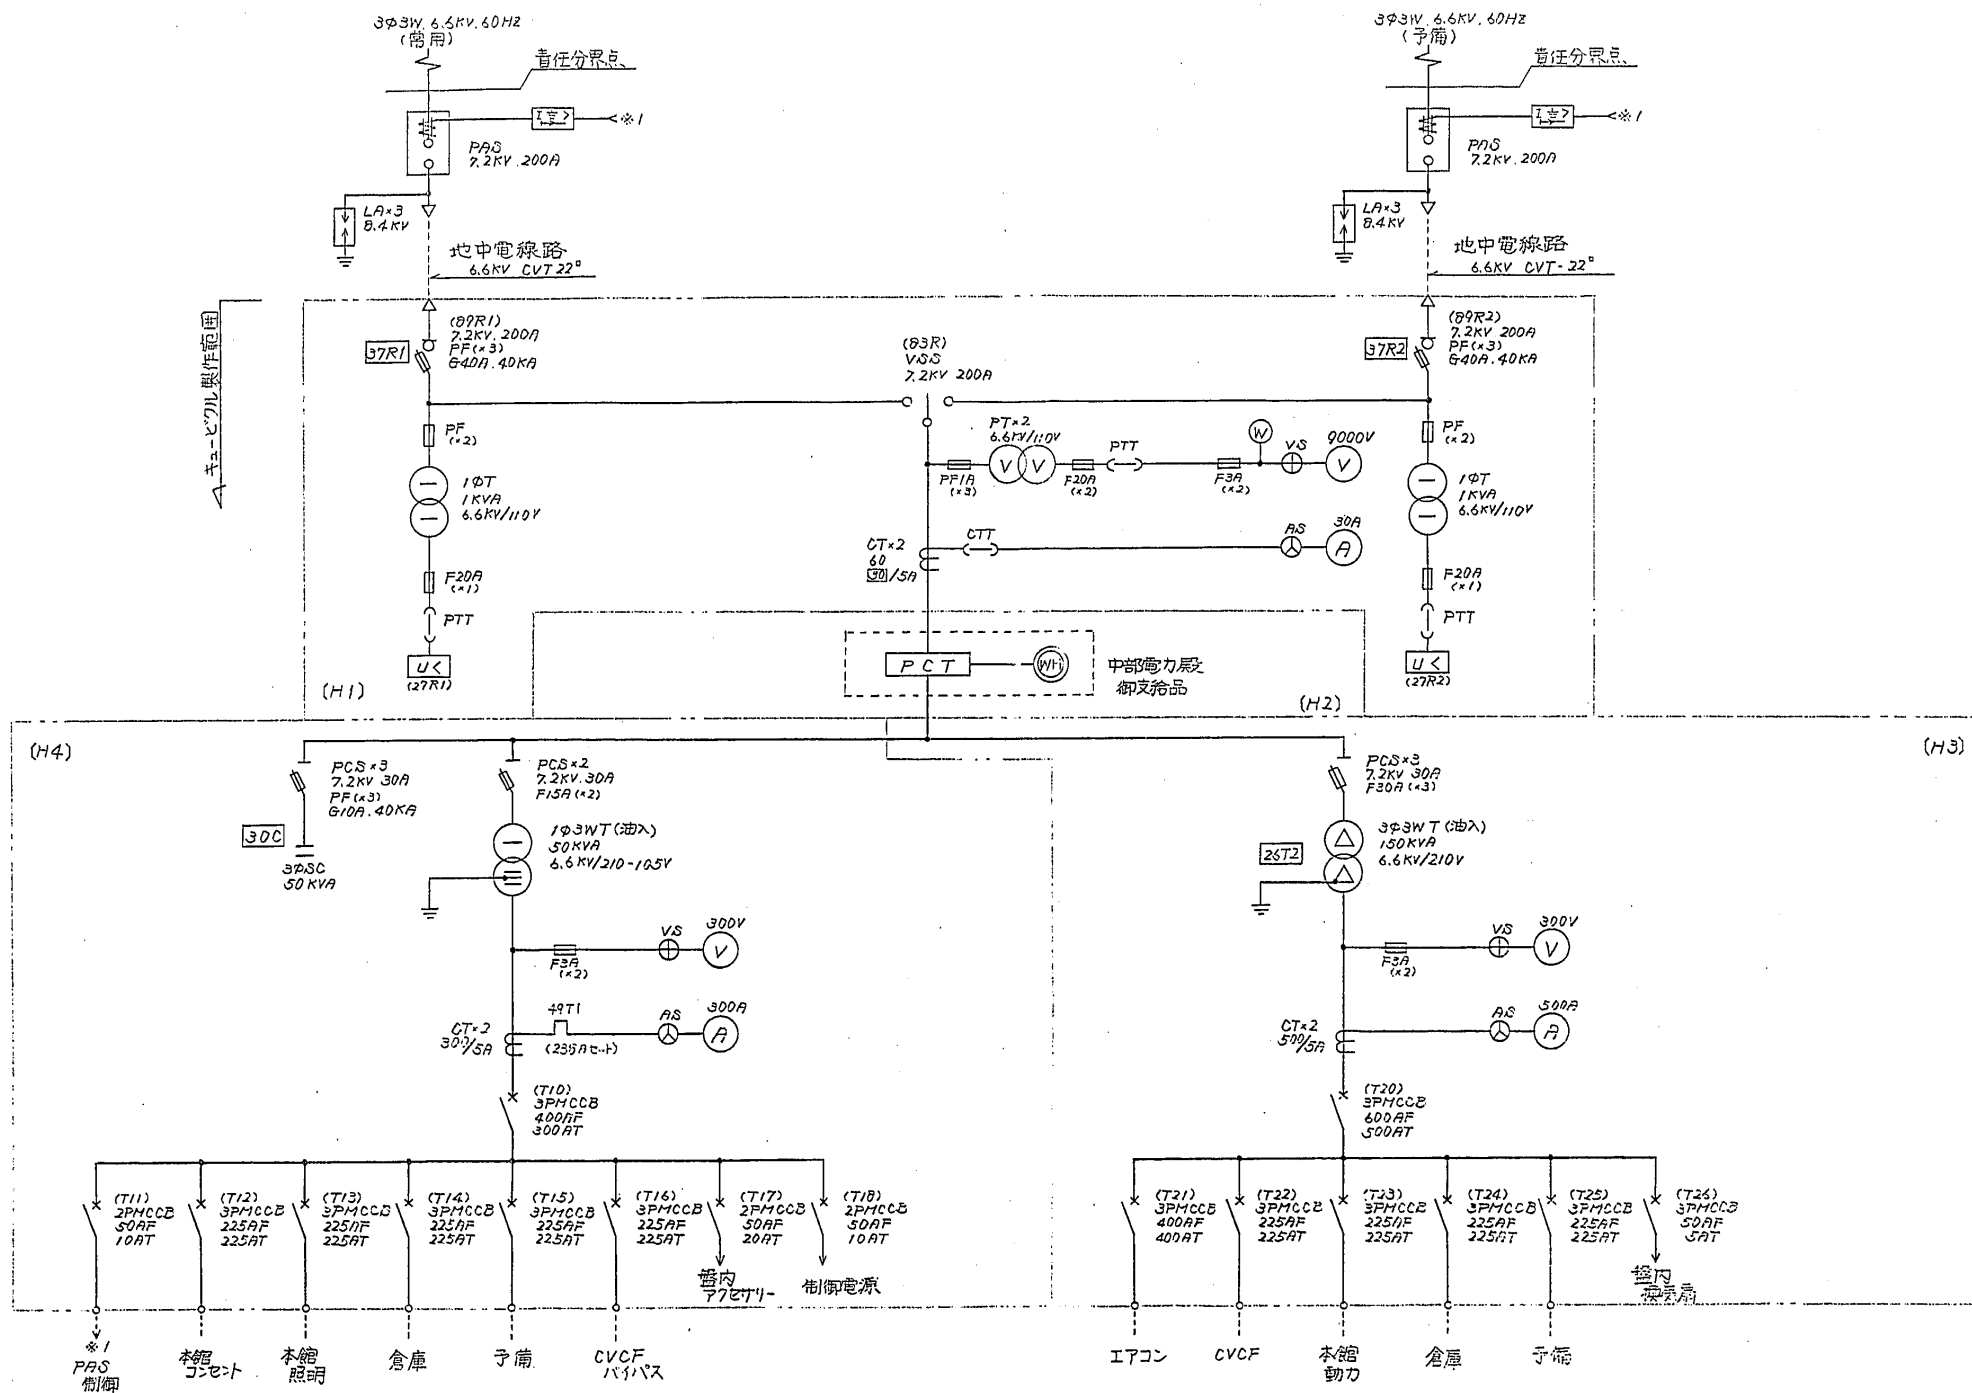 3φ3W. 6.6KV. 60HZ
(常用)
責任分界点
I⏚>
※1
PAS
7.2KV. 200A
LA×3
8.4KV
地中電線路
6.6KV CVT 22□
3φ3W. 6.6KV. 60HZ
(予備)
責任分界点
I⏚>
※1
PAS
7.2KV. 200A
LA×3
8.4KV
地中電線路
6.6KV CVT-22□
キュービクル製作範囲
(89R1)
7.2KV. 200A
PF(×3)
G40A. 40KA
37R1
PF
(×2)
1φT
1KVA
6.6KV/110V
F20A
(×1)
PTT
U<
(27R1)
(H1)
(83R)
VSS
7.2KV 200A
PT×2
6.6KV/110V
PF1A
(×3)
V
V
F20A
(×2)
PTT
F3A
(×2)
W
VS
9000V
V
CT×2
60
30/5A
CTT
AS
30A
A
(89R2)
7.2KV 200A
PF(×3)
G40A. 40KA
37R2
PF
(×2)
1φT
1KVA
6.6KV/110V
F20A
(×1)
PTT
U<
(27R2)
PCT
WH
中部電力殿
御支給品
(H2)
(H4)
(H3)
PCS×3
7.2KV 30A
PF(×3)
G10A. 40KA
30C
3φSC
50KVA
PCS×2
7.2KV. 30A
F15A(×2)
1φ3WT(油入)
50KVA
6.6KV/210-105V
F3A
(×2)
VS
300V
V
CT×2
300/5A
49T1
(235Aセット)
AS
300A
A
(T10)
3PMCCB
400AF
300AT
(T11)
2PMCCB
50AF
10AT
(T12)
3PMCCB
225AF
225AT
(T13)
3PMCCB
225AF
225AT
(T14)
3PMCCB
225AF
225AT
(T15)
3PMCCB
225AF
225AT
(T16)
3PMCCB
225AF
225AT
(T17)
2PMCCB
50AF
20AT
(T18)
2PMCCB
50AF
10AT
盤内
アクセサリー
制御電源
※1
PAS
制御
本館
コンセント
本館
照明
倉庫
予備
CVCF
バイパス
PCS×3
7.2KV 30A
F30A(×3)
3φ3WT(油入)
150KVA
6.6KV/210V
26T2
F3A
(×2)
VS
300V
V
CT×2
500/5A
AS
500A
A
(T20)
3PMCCB
600AF
500AT
(T21)
3PMCCB
400AF
400AT
(T22)
3PMCCB
225AF
225AT
(T23)
3PMCCB
225AF
225AT
(T24)
3PMCCB
225AF
225AT
(T25)
3PMCCB
225AF
225AT
(T26)
3PMCCB
50AF
5AT
盤内
換気扇
エアコン
CVCF
本館
動力
倉庫
予備